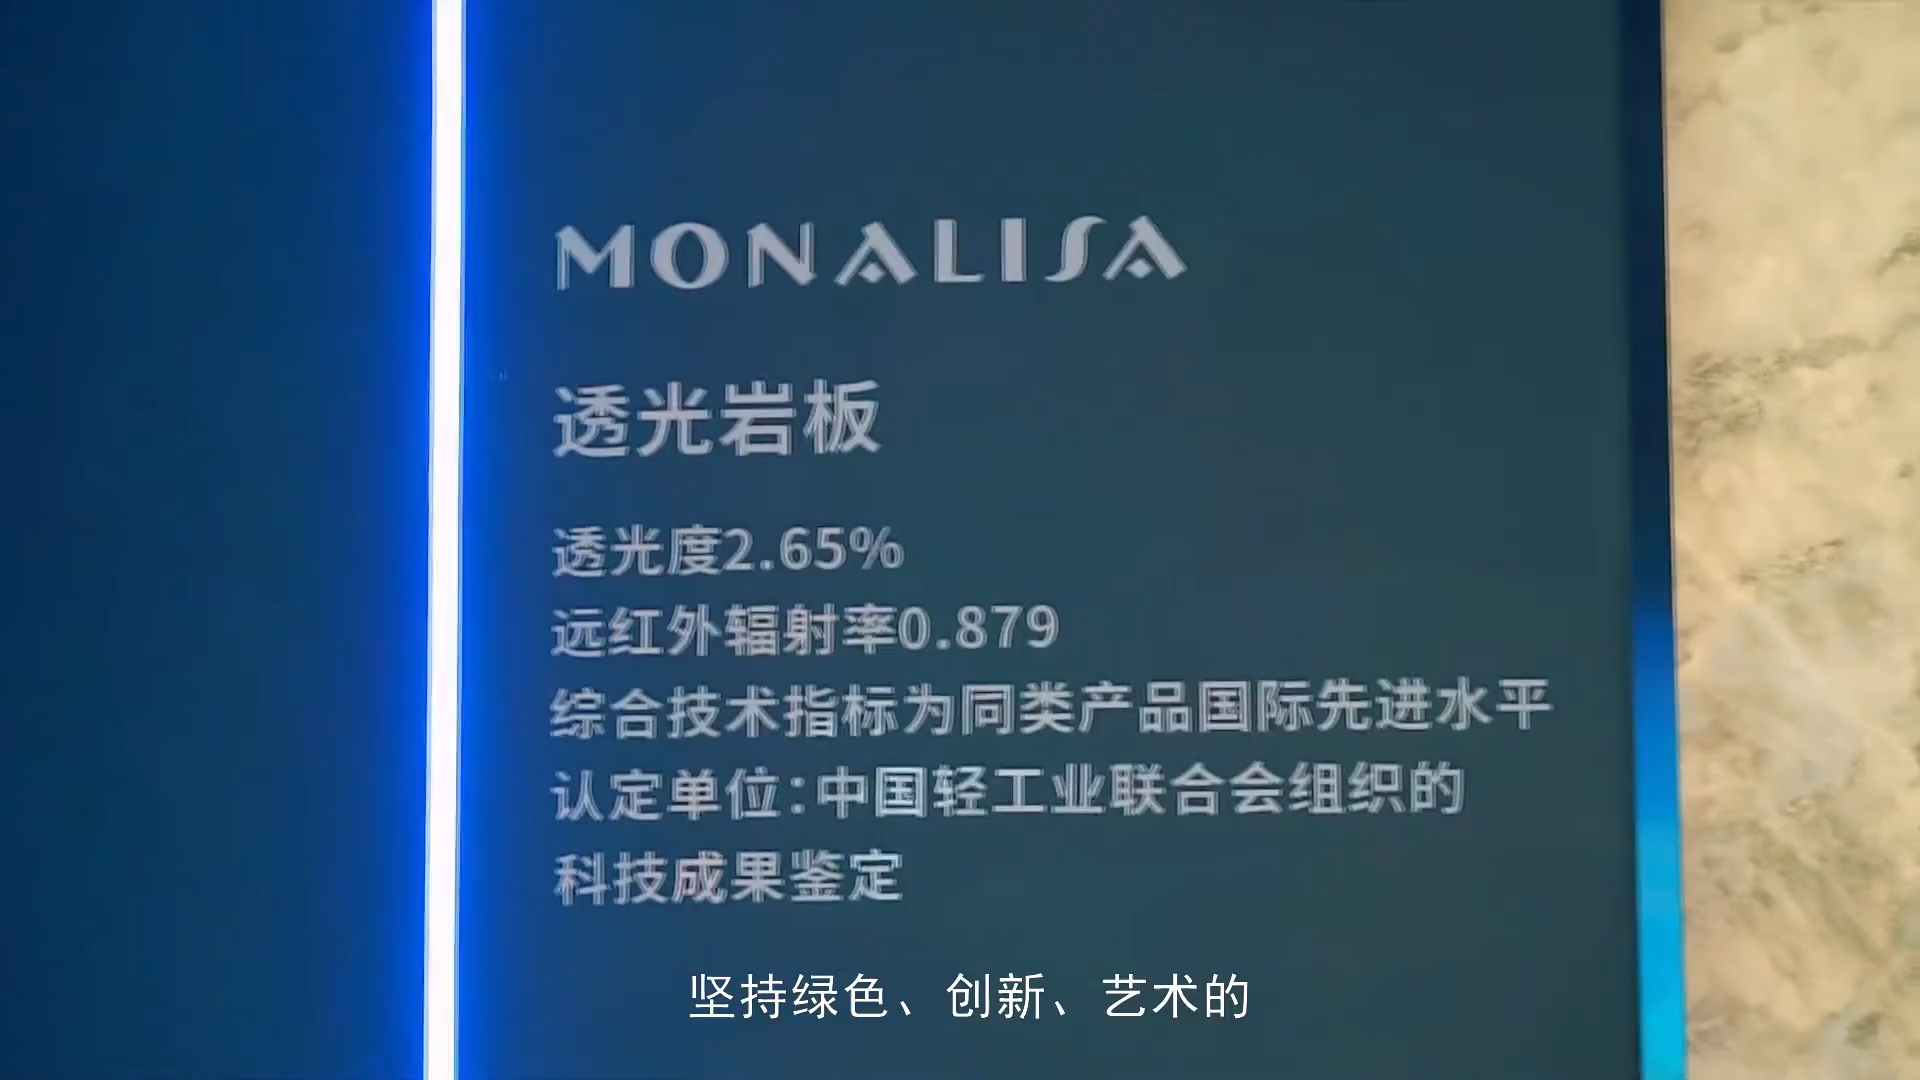 MONALISA
透光岩板
透光度2.65%
远红外辐射率0.879
综合技术指标为同类产品国际先进水平
认定单位:中国轻工业联合会组织的
科技成果鉴定
坚持绿色、创新、艺术的